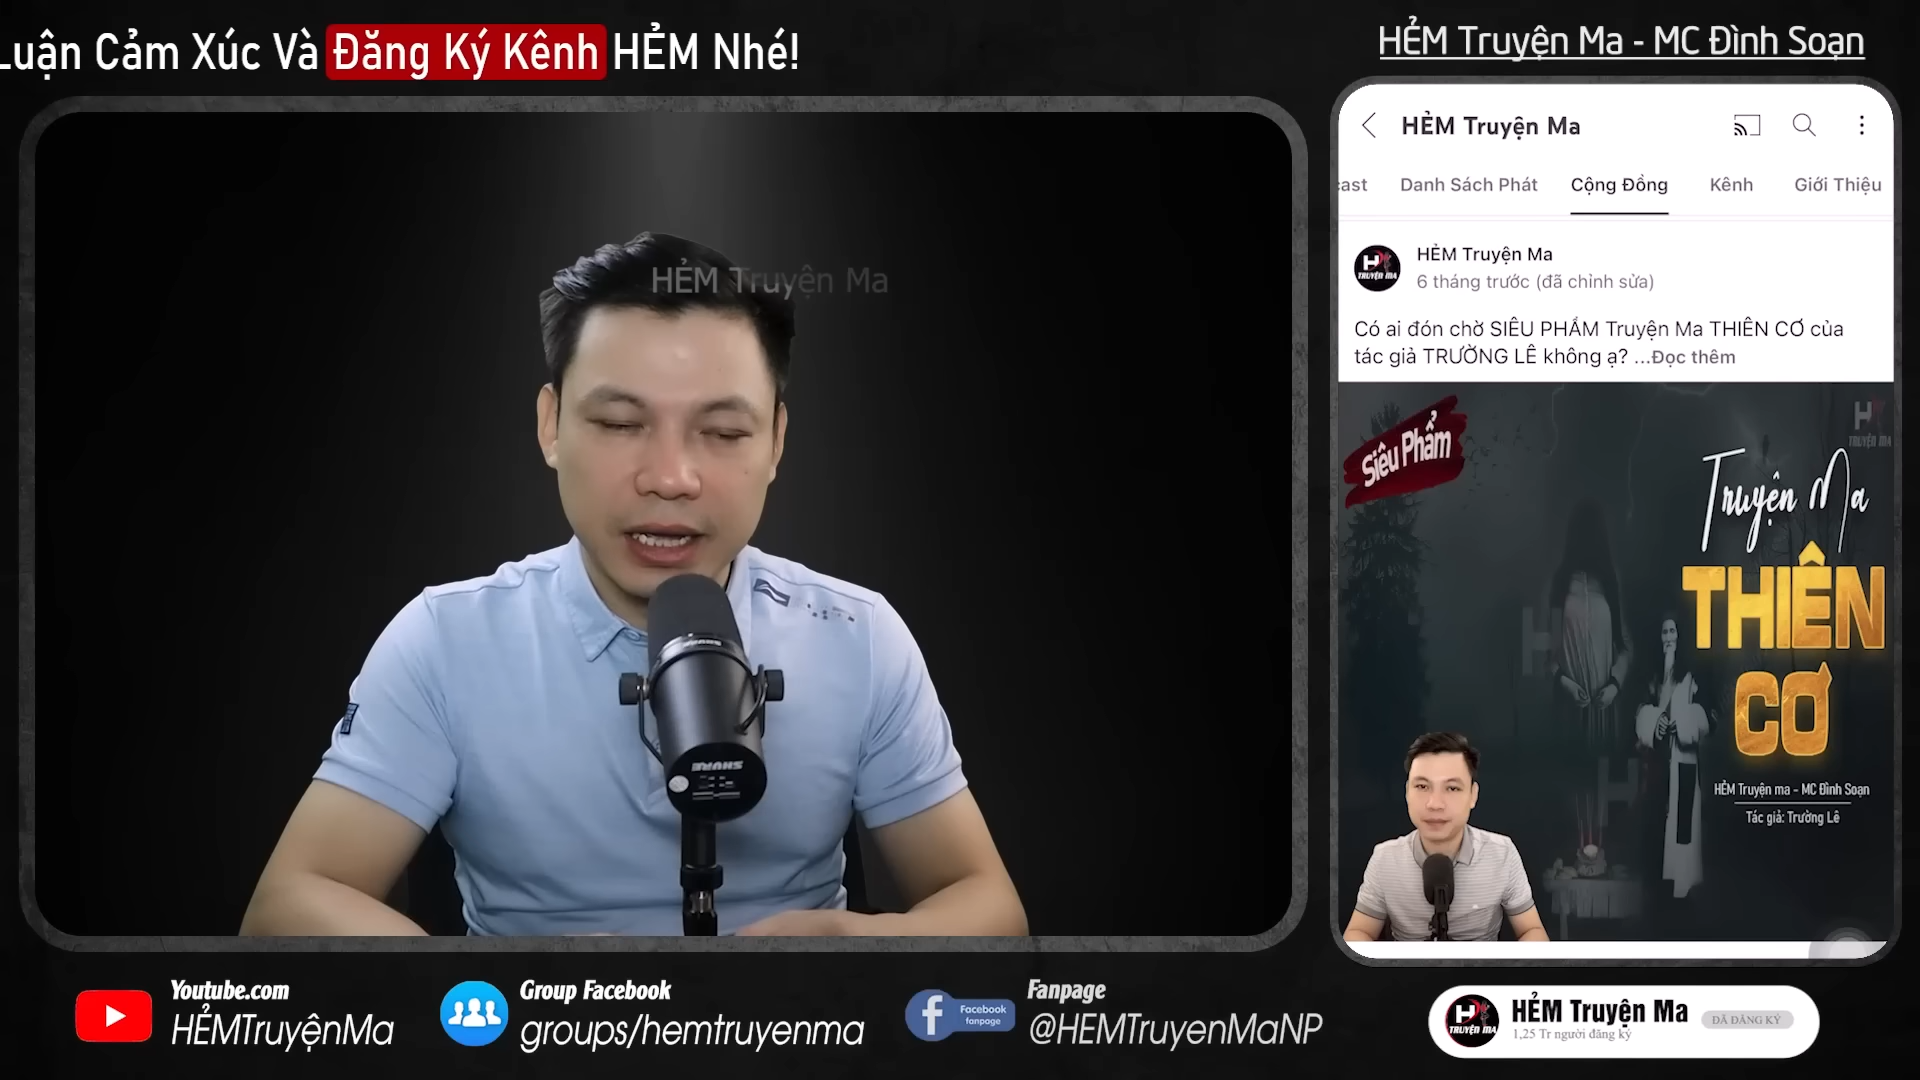 Luận Cảm Xúc Và Đăng Ký Kênh HẺM Nhé!
HẺM Truyện Ma - MC Đình Soạn
HẺM Truyện Ma
HẺM Truyện Ma
Danh Sách Phát
Cộng Đồng
Kênh
Giới Thiệu
HẺM Truyện Ma
6 tháng trước (đã chỉnh sửa)
Có ai đón chờ SIÊU PHẨM Truyện Ma THIÊN CƠ của
tác giả TRƯỜNG LÊ không ạ? ...Đọc thêm
Siêu Phẩm
H
TRUYỆN MA
Truyện Ma
THIÊN
CƠ
HẺM Truyện ma - MC Đình Soạn
Tác giả: Trường Lê
SHURE
Youtube.com
HẺMTruyệnMa
Group Facebook
groups/hemtruyenma
Facebook
fanpage
Fanpage
@HEMTruyenMaNP
H
TRUYỆN MA
HẺM Truyện Ma
1,25 Tr người đăng ký
ĐÃ ĐĂNG KÝ